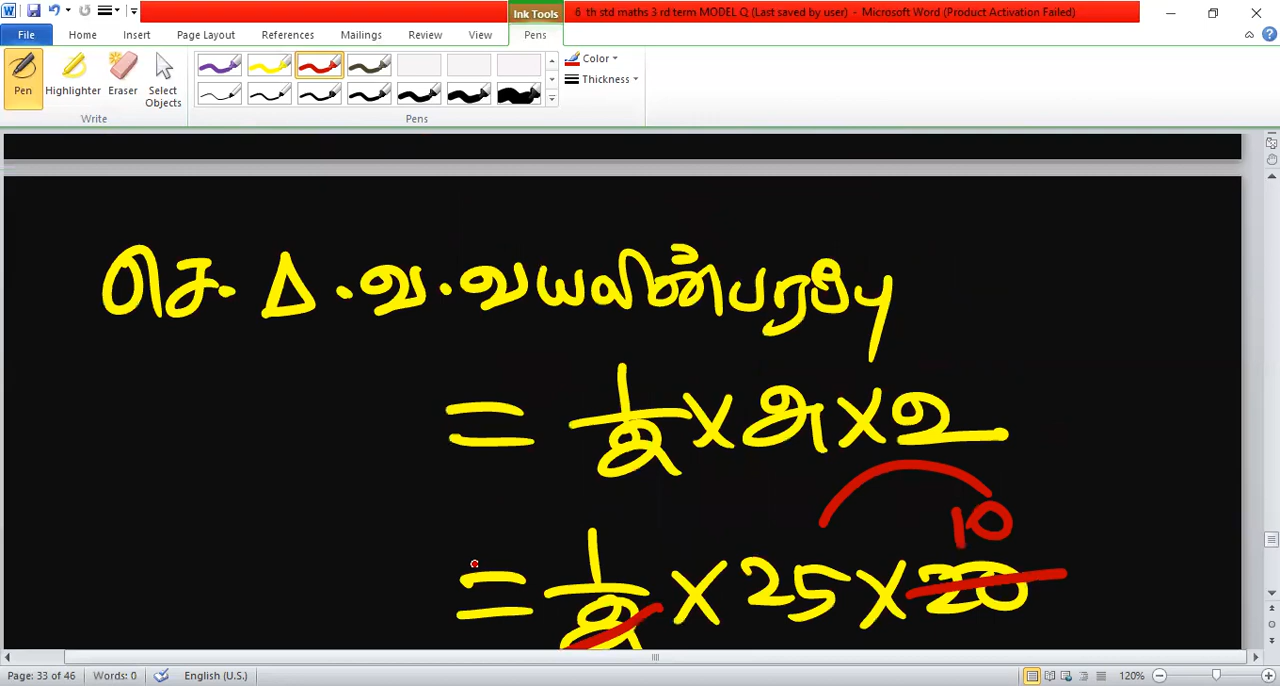 6 th std maths 3 rd term MODEL Q (Last saved by user) - Microsoft Word (Product Activation Failed)
Ink Tools
File Home Insert Page Layout References Mailings Review View Pens
Pen Highlighter Eraser Select Objects
Color
Thickness
Write Pens
செ. Δ . வ . வயலின் பரப்பு
= 1/2 × அ × உ
10
= 1/2 × 25 × 20
Page: 33 of 46 Words: 0 English (U.S.) 120%